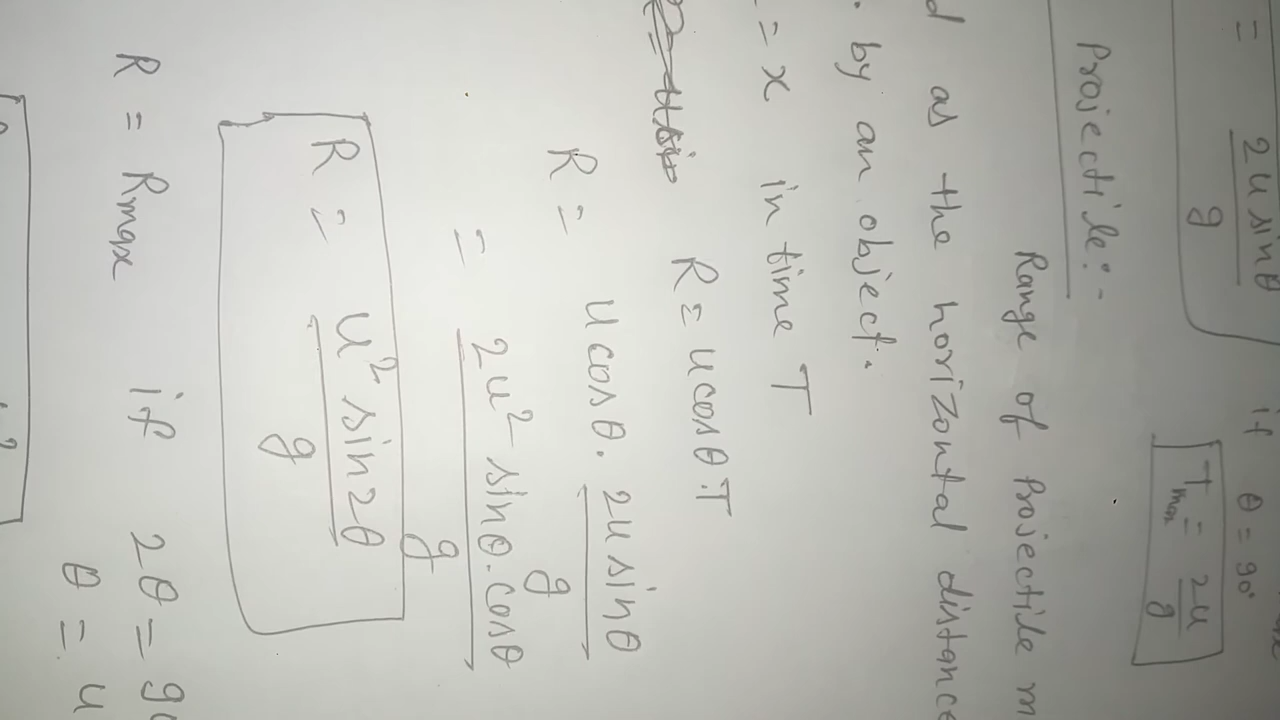 = 2u sinθ / g if θ = 90°
Tmax = 2u / g
Projectile:-
Range of Projectile
as the horizontal distance
by an object.
= x in time T
R = u cosθ . T
R = u cosθ . 2u sinθ / g
= 2u² sinθ . cosθ / g
R = u² sin2θ / g
R = Rmax if 2θ = 9
θ =